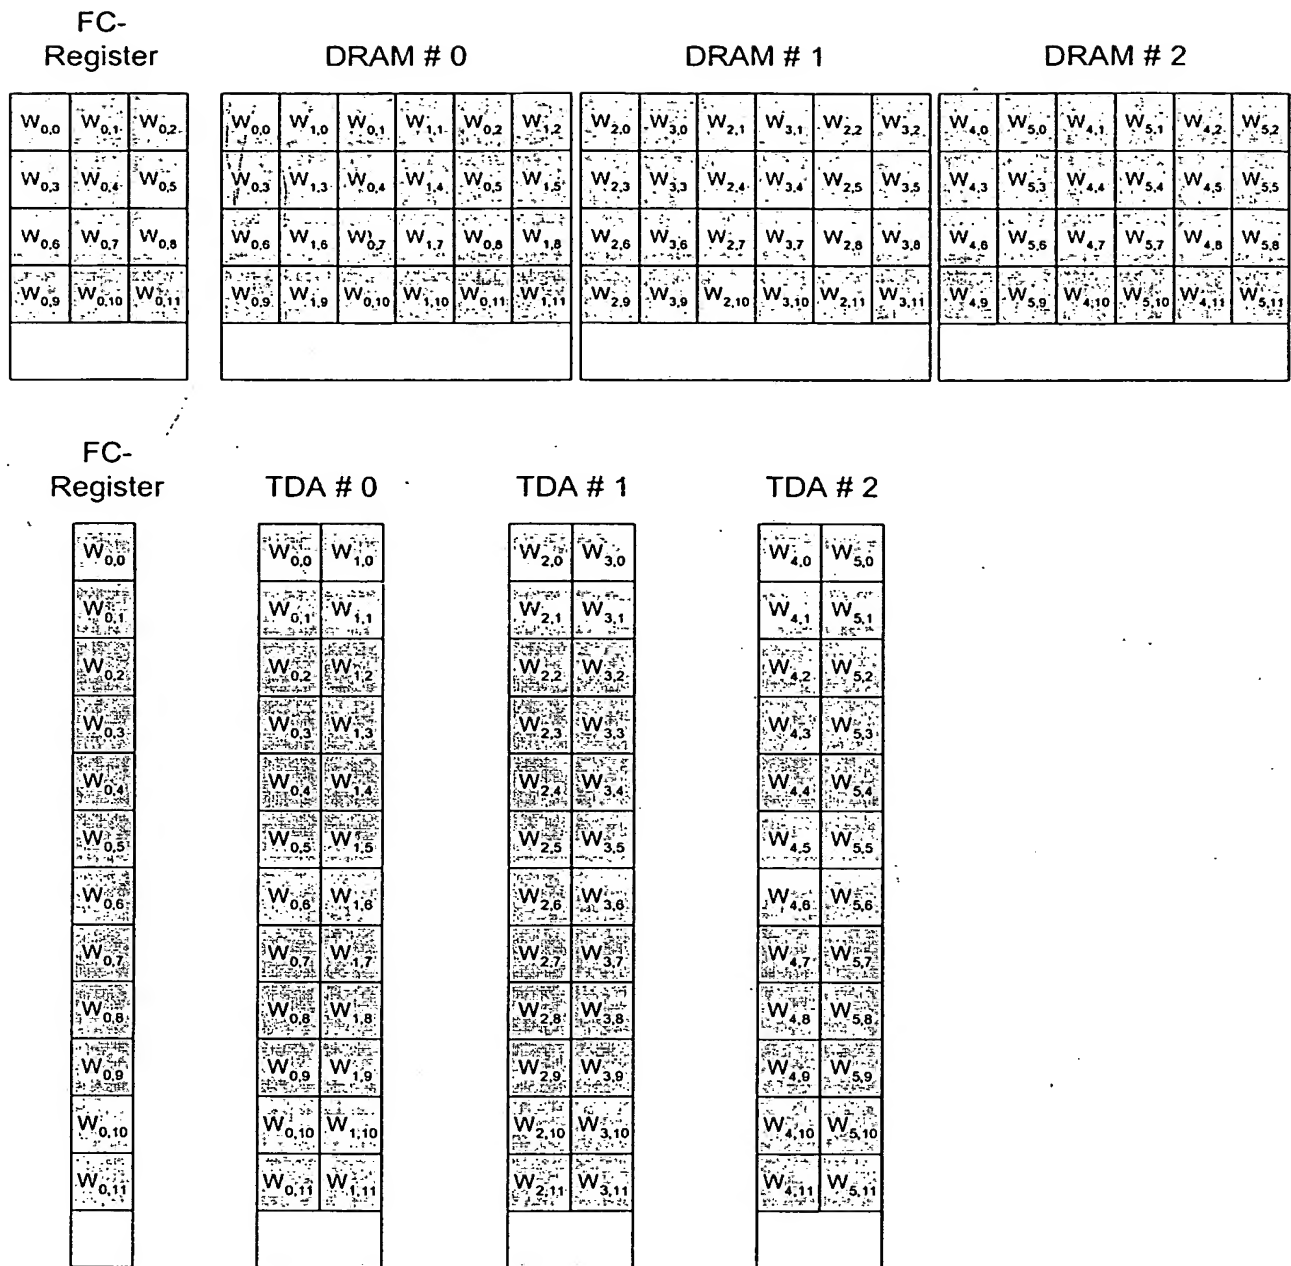 FC-
Register DRAM # 0 DRAM # 1 DRAM # 2
W0,0 W0,1 W0,2 W0,0 W1,0 W0,1 W1,1 W0,2 W1,2 W2,0 W3,0 W2,1 W3,1 W2,2 W3,2 W4,0 W5,0 W4,1 W5,1 W4,2 W5,2
W0,3 W0,4 W0,5 W0,3 W1,3 W0,4 W1,4 W0,5 W1,5 W2,3 W3,3 W2,4 W3,4 W2,5 W3,5 W4,3 W5,3 W4,4 W5,4 W4,5 W5,5
W0,6 W0,7 W0,8 W0,6 W1,6 W0,7 W1,7 W0,8 W1,8 W2,6 W3,6 W2,7 W3,7 W2,8 W3,8 W4,6 W5,6 W4,7 W5,7 W4,8 W5,8
W0,9 W0,10 W0,11 W0,9 W1,9 W0,10 W1,10 W0,11 W1,11 W2,9 W3,9 W2,10 W3,10 W2,11 W3,11 W4,9 W5,9 W4,10 W5,10 W4,11 W5,11
FC-
Register TDA # 0 TDA # 1 TDA # 2
W0,0 W0,0 W1,0 W2,0 W3,0 W4,0 W5,0
W0,1 W0,1 W1,1 W2,1 W3,1 W4,1 W5,1
W0,2 W0,2 W1,2 W2,2 W3,2 W4,2 W5,2
W0,3 W0,3 W1,3 W2,3 W3,3 W4,3 W5,3
W0,4 W0,4 W1,4 W2,4 W3,4 W4,4 W5,4
W0,5 W0,5 W1,5 W2,5 W3,5 W4,5 W5,5
W0,6 W0,6 W1,6 W2,6 W3,6 W4,6 W5,6
W0,7 W0,7 W1,7 W2,7 W3,7 W4,7 W5,7
W0,8 W0,8 W1,8 W2,8 W3,8 W4,8 W5,8
W0,9 W0,9 W1,9 W2,9 W3,9 W4,9 W5,9
W0,10 W0,10 W1,10 W2,10 W3,10 W4,10 W5,10
W0,11 W0,11 W1,11 W2,11 W3,11 W4,11 W5,11